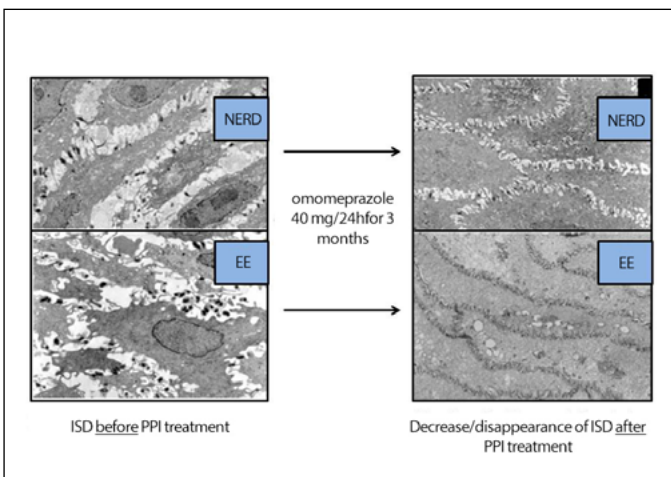 NERD
NERD
omomeprazole
40 mg/24hfor 3
months
EE
EE
ISD before PPI treatment
Decrease/disappearance of ISD after
PPI treatment